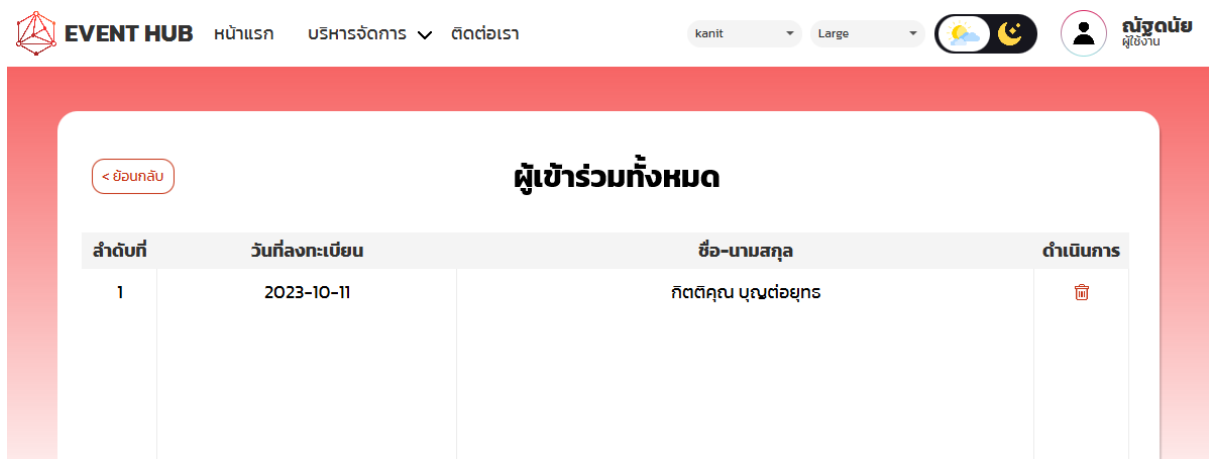 EVENT HUB หน้าแรก บริหารจัดการ ติดต่อเรา kanit Large ณัฐดนัย
ผู้ใช้งาน
< ย้อนกลับ ผู้เข้าร่วมทั้งหมด
ลำดับที่ วันที่ลงทะเบียน ชื่อ-นามสกุล ดำเนินการ
1 2023-10-11 กิตติคุณ บุญต่อยุทธ